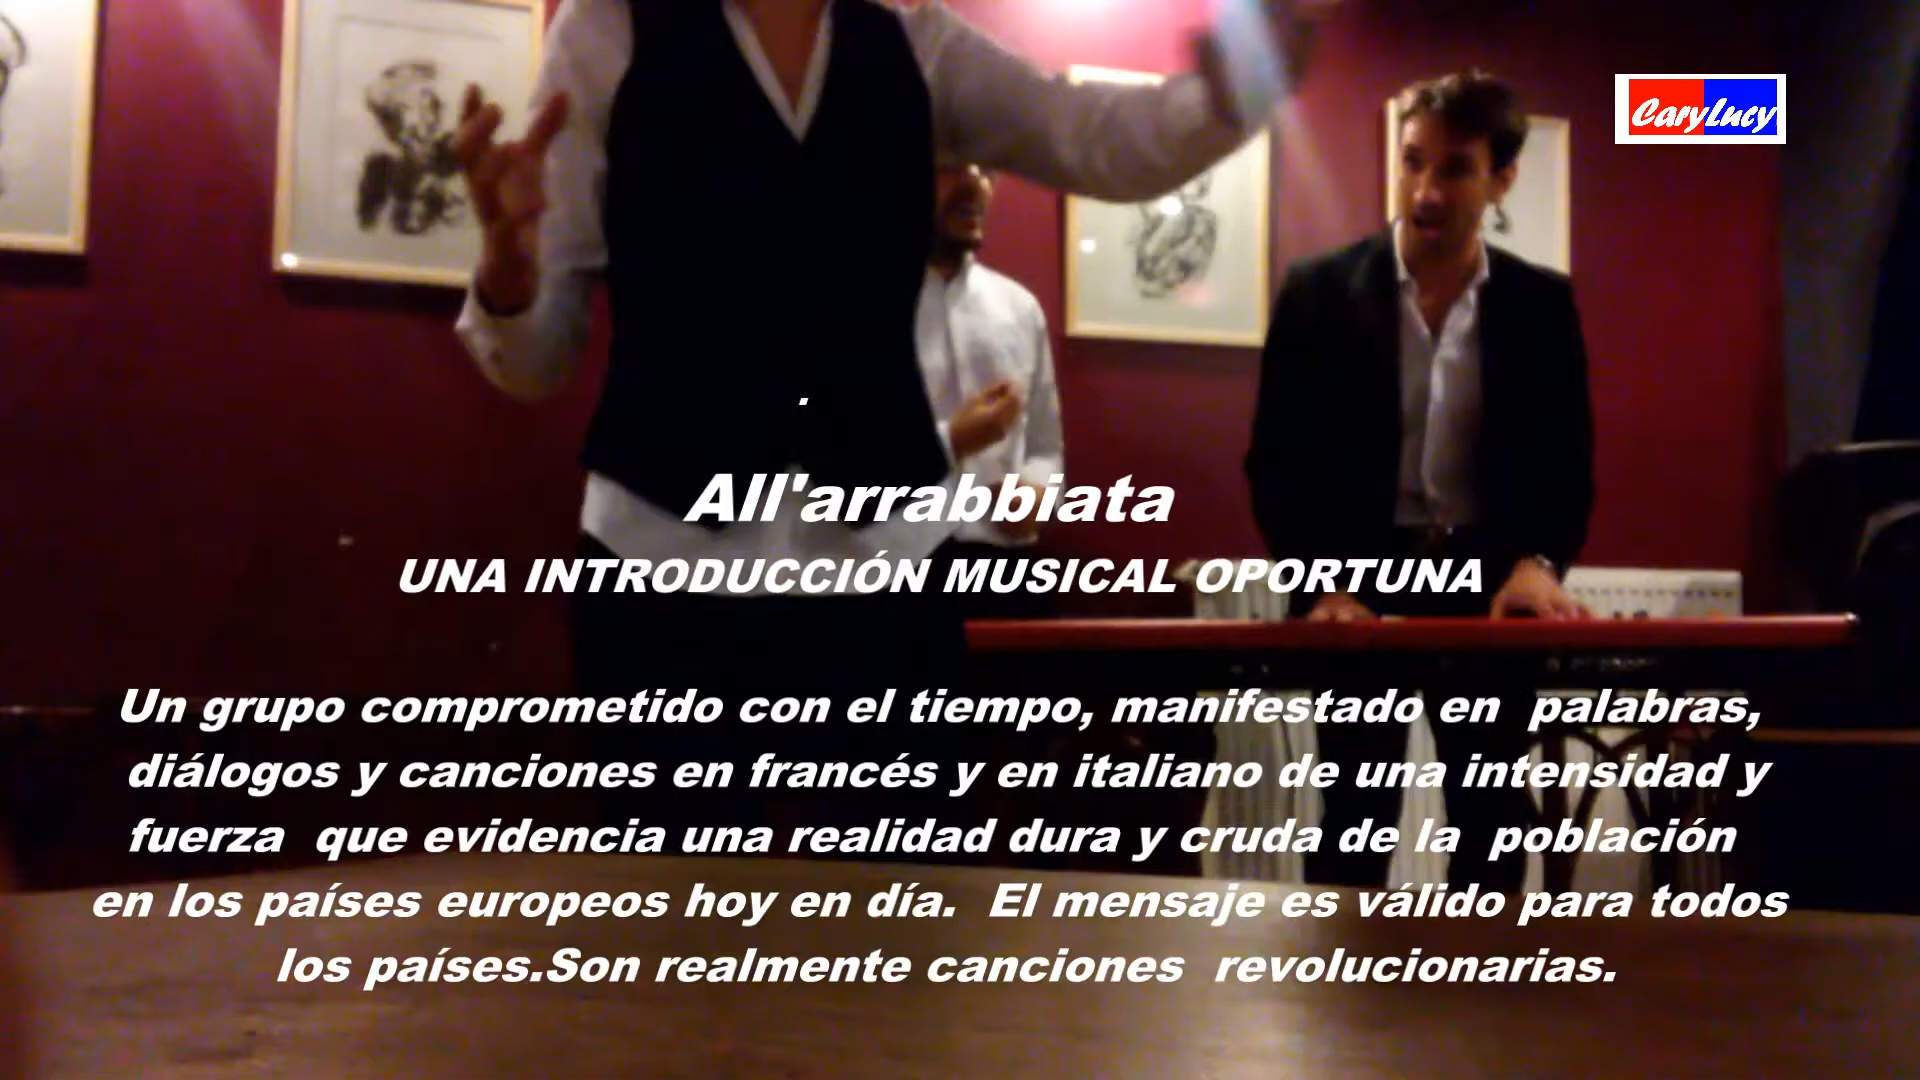 CaryLucy
.
All'arrabbiata
UNA INTRODUCCIÓN MUSICAL OPORTUNA
Un grupo comprometido con el tiempo, manifestado en palabras,
diálogos y canciones en francés y en italiano de una intensidad y
fuerza que evidencia una realidad dura y cruda de la población
en los países europeos hoy en día. El mensaje es válido para todos
los países.Son realmente canciones revolucionarias.